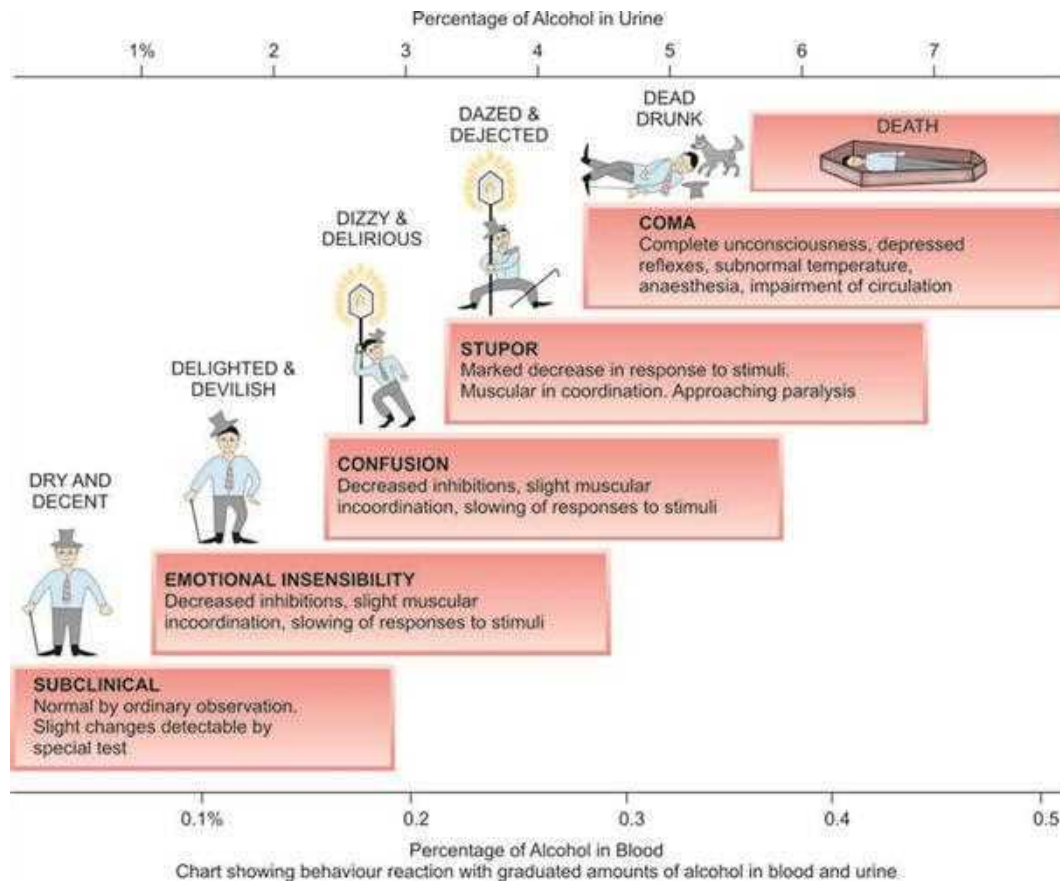 Percentage of Alcohol in Urine
1% 2 3 4 5 6 7
DAZED &
DEJECTED
DEAD
DRUNK
DEATH
DIZZY &
DELIRIOUS
COMA
Complete unconsciousness, depressed
reflexes, subnormal temperature,
anaesthesia, impairment of circulation
DELIGHTED &
DEVILISH
STUPOR
Marked decrease in response to stimuli.
Muscular in coordination. Approaching paralysis
DRY AND
DECENT
CONFUSION
Decreased inhibitions, slight muscular
incoordination, slowing of responses to stimuli
EMOTIONAL INSENSIBILITY
Decreased inhibitions, slight muscular
incoordination, slowing of responses to stimuli
SUBCLINICAL
Normal by ordinary observation.
Slight changes detectable by
special test
0.1% 0.2 0.3 0.4 0.5
Percentage of Alcohol in Blood
Chart showing behaviour reaction with graduated amounts of alcohol in blood and urine